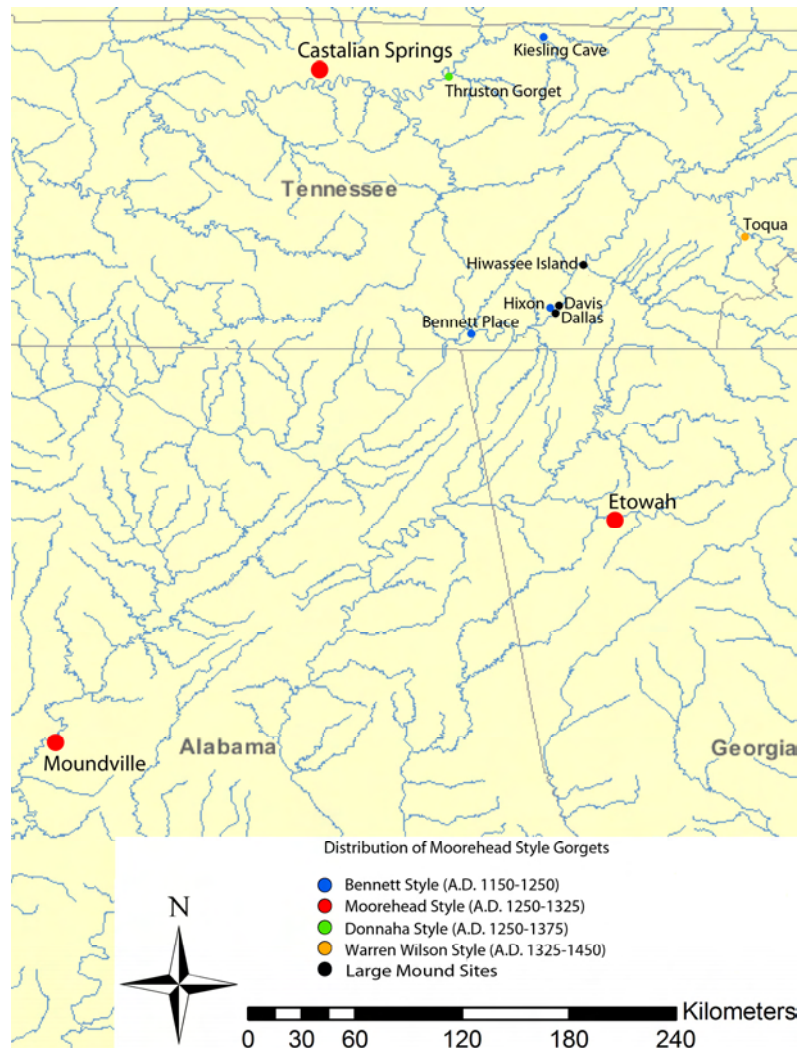 Castalian Springs
Kiesling Cave
Thruston Gorget
Tennessee
Toqua
Hiwassee Island
Hixon
Davis
Dallas
Bennett Place
Etowah
Moundville
Alabama
Georgia
Distribution of Moorehead Style Gorgets
Bennett Style (A.D. 1150-1250)
Moorehead Style (A.D. 1250-1325)
Donnaha Style (A.D. 1250-1375)
Warren Wilson Style (A.D. 1325-1450)
Large Mound Sites
N
Kilometers
0 30 60 120 180 240